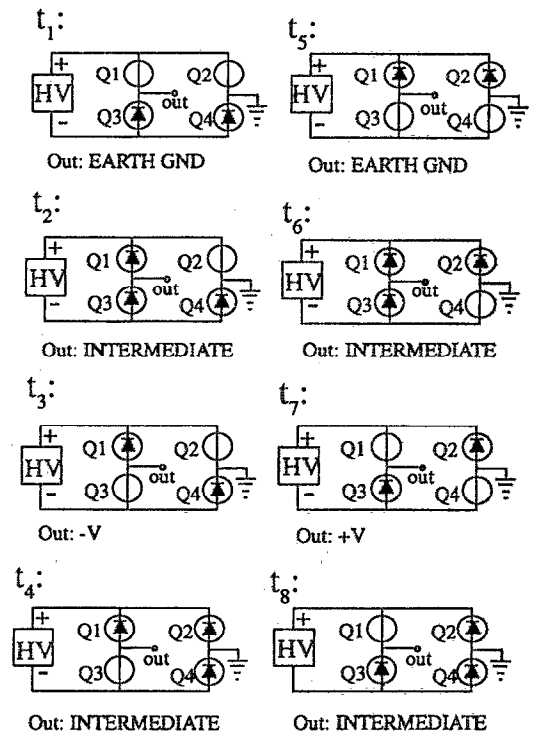 t1:
+
HV
-
Q1
Q2
out
Q3
Q4
Out: EARTH GND
t5:
+
HV
-
Q1
Q2
out
Q3
Q4
Out: EARTH GND
t2:
+
HV
-
Q1
Q2
out
Q3
Q4
Out: INTERMEDIATE
t6:
+
HV
-
Q1
Q2
out
Q3
Q4
Out: INTERMEDIATE
t3:
+
HV
-
Q1
Q2
out
Q3
Q4
Out: -V
t7:
+
HV
-
Q1
Q2
out
Q3
Q4
Out: +V
t4:
+
HV
-
Q1
Q2
out
Q3
Q4
Out: INTERMEDIATE
t8:
+
HV
-
Q1
Q2
out
Q3
Q4
Out: INTERMEDIATE